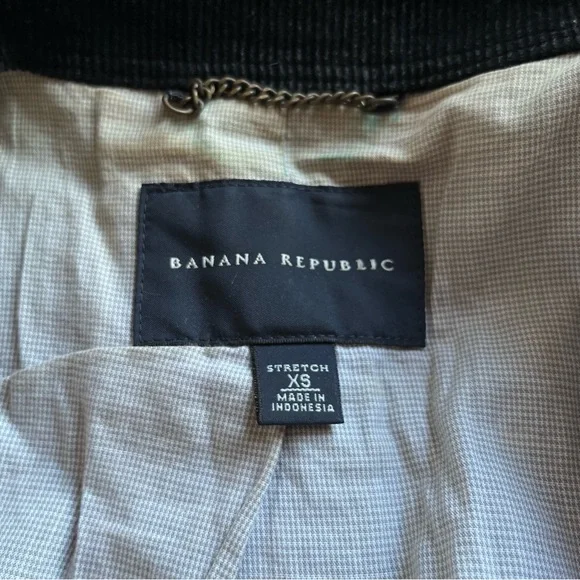 BANANA REPUBLIC
STRETCH
XS
MADE IN
INDONESIA